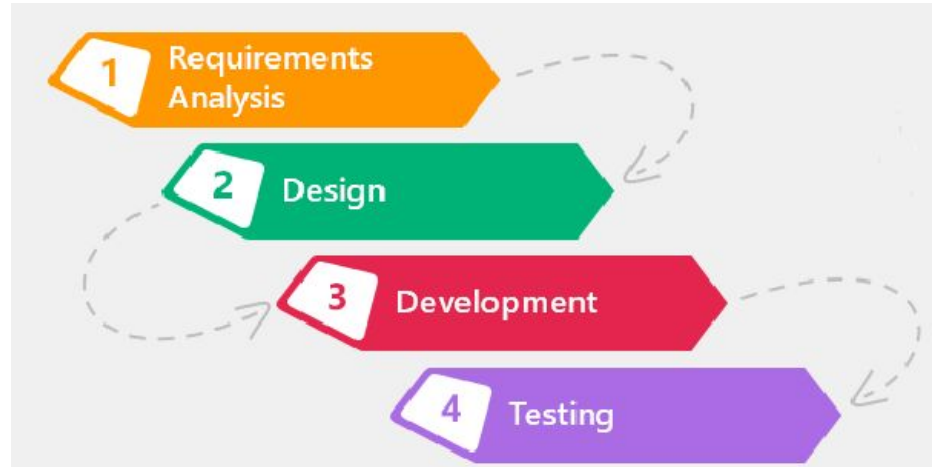 1
Requirements
Analysis
2
Design
3
Development
4
Testing